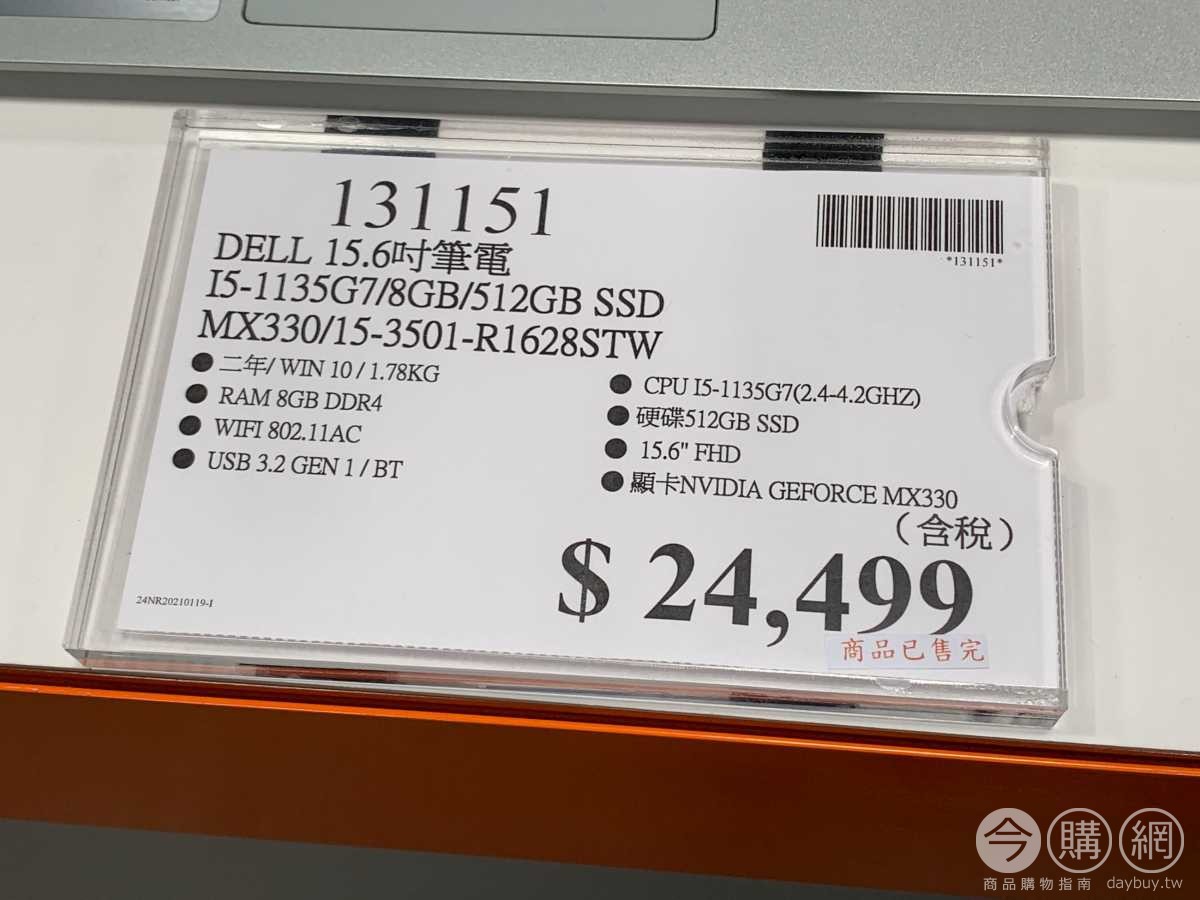 131151
*131151*
DELL 15.6吋筆電
I5-1135G7/8GB/512GB SSD
MX330/15-3501-R1628STW
●二年/ WIN 10 / 1.78KG
● RAM 8GB DDR4
● WIFI 802.11AC
● USB 3.2 GEN 1 / BT
● CPU I5-1135G7(2.4-4.2GHZ)
●硬碟512GB SSD
● 15.6" FHD
●顯卡NVIDIA GEFORCE MX330
（含稅）
$ 24,499
商品已售完
24NR20210119-I
今購網
商品購物指南 daybuy.tw